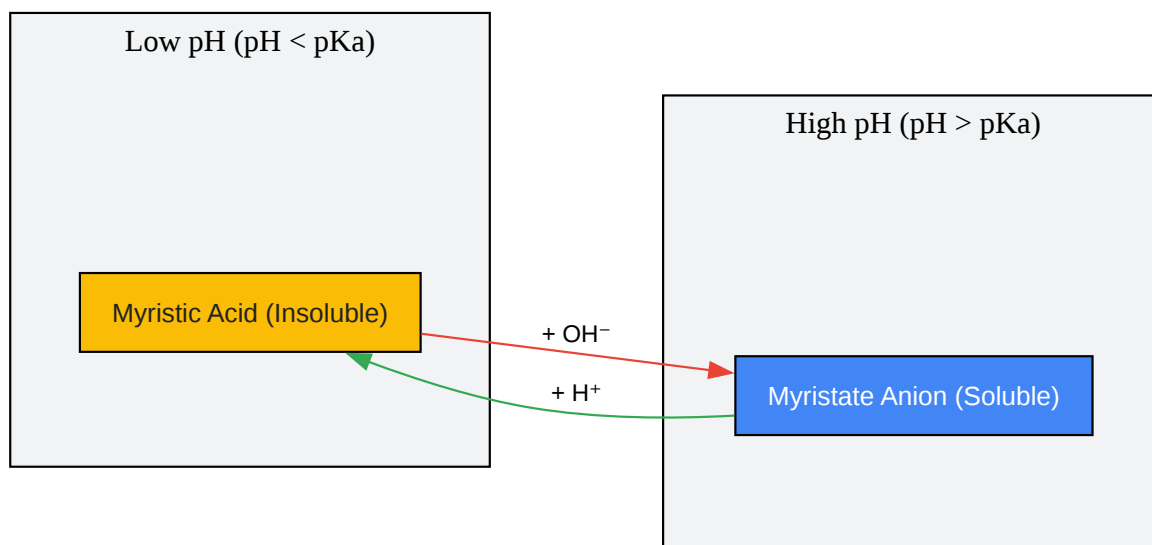 Low pH (pH < pKa)
High pH (pH > pKa)
Myristic Acid (Insoluble)
+ OH⁻
+ H⁺
Myristate Anion (Soluble)